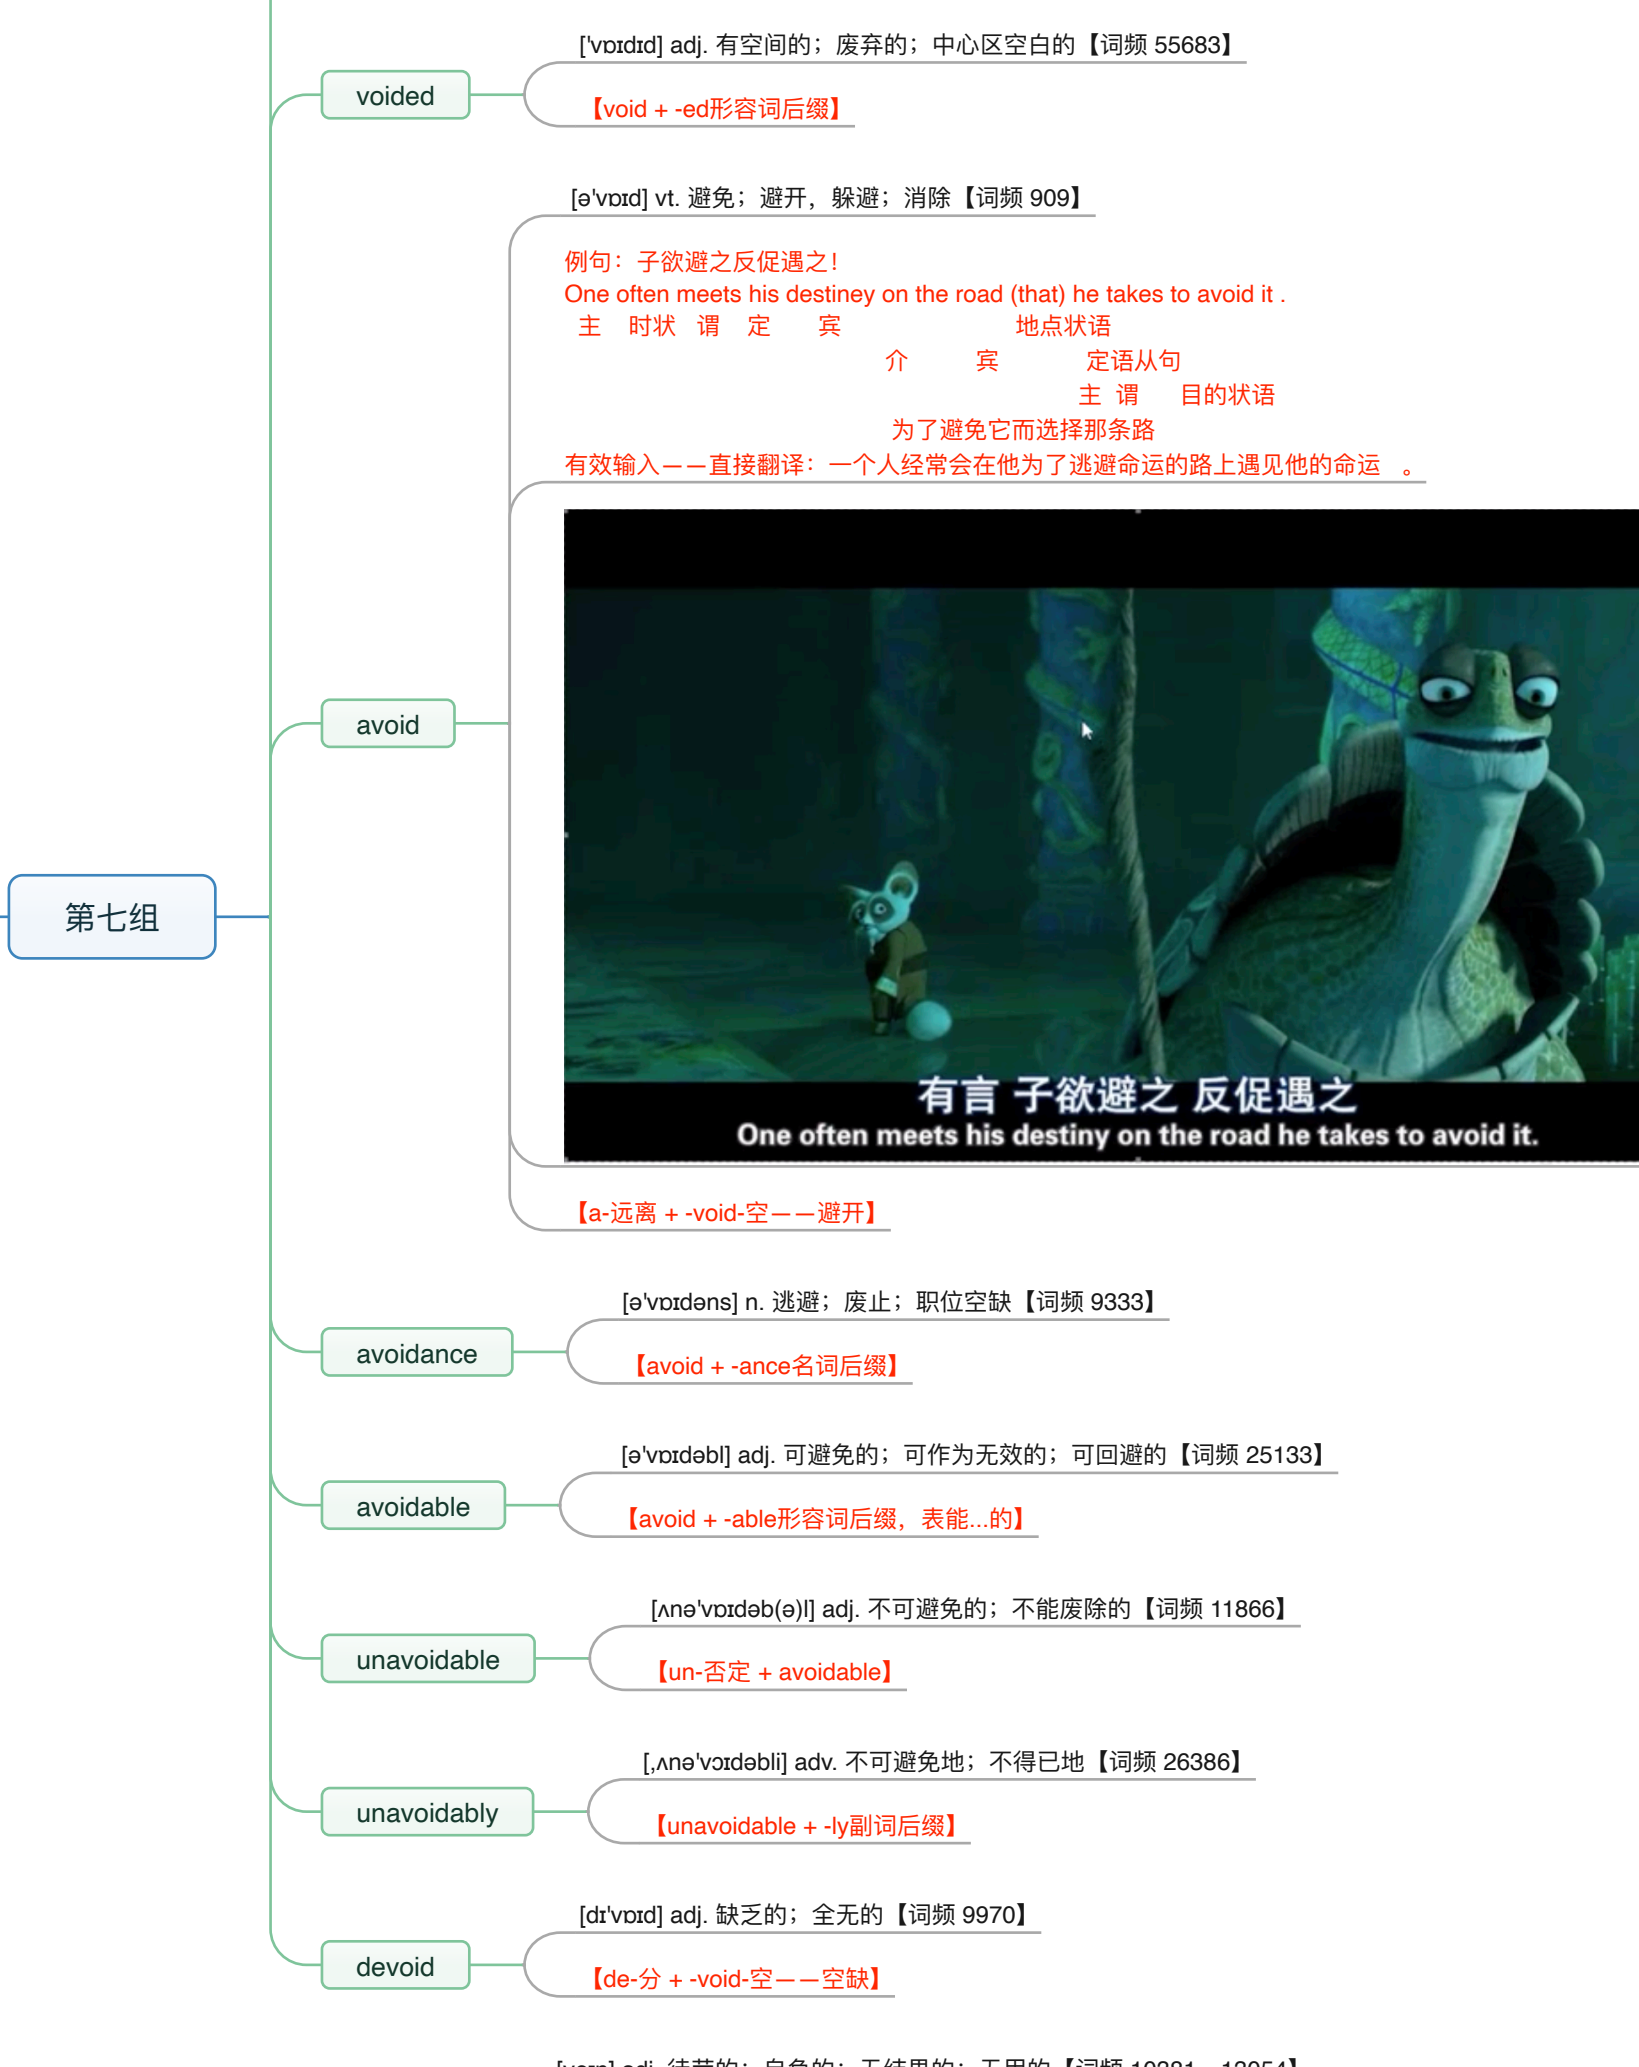 ['vɒɪdɪd] adj. 有空间的；废弃的；中心区空白的【词频 55683】
voided
【void + -ed形容词后缀】
[ə'vɒɪd] vt. 避免；避开，躲避；消除【词频 909】
例句：子欲避之反促遇之！
One often meets his destiney on the road (that) he takes to avoid it .
主 时状 谓 定 宾 地点状语
介 宾 定语从句
主 谓 目的状语
为了避免它而选择那条路
有效输入——直接翻译：一个人经常会在他为了逃避命运的路上遇见他的命运 。
avoid
第七组
有言 子欲避之 反促遇之
One often meets his destiny on the road he takes to avoid it.
【a-远离 + -void-空——避开】
[ə'vɒɪdəns] n. 逃避；废止；职位空缺【词频 9333】
avoidance
【avoid + -ance名词后缀】
[ə'vɒɪdəbl] adj. 可避免的；可作为无效的；可回避的【词频 25133】
avoidable
【avoid + -able形容词后缀，表能...的】
[ʌnə'vɒɪdəb(ə)l] adj. 不可避免的；不能废除的【词频 11866】
unavoidable
【un-否定 + avoidable】
[,ʌnə'vɔɪdəbli] adv. 不可避免地；不得已地【词频 26386】
unavoidably
【unavoidable + -ly副词后缀】
[dɪ'vɒɪd] adj. 缺乏的；全无的【词频 9970】
devoid
【de-分 + -void-空——空缺】